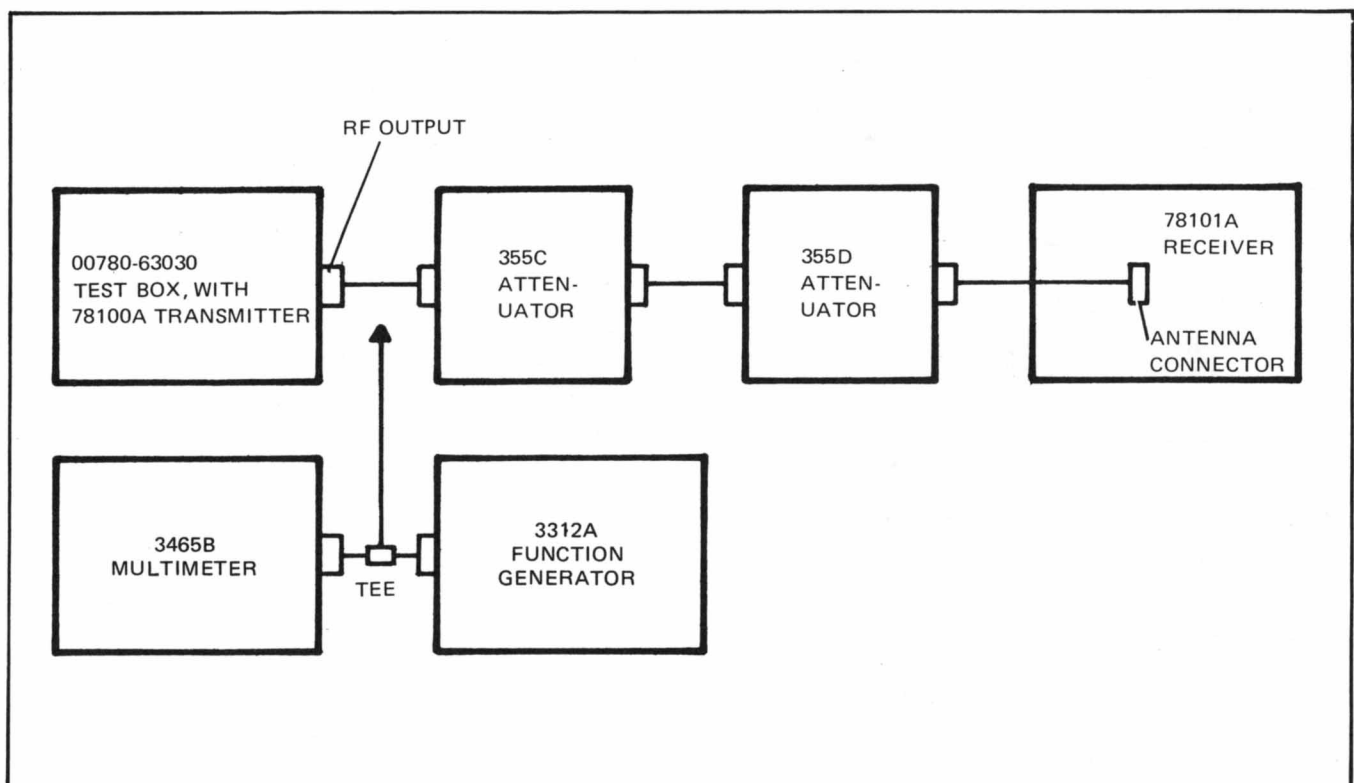 RF OUTPUT
00780-63030
TEST BOX, WITH
78100A TRANSMITTER
355C
ATTEN-
UATOR
355D
ATTEN-
UATOR
78101A
RECEIVER
ANTENNA
CONNECTOR
3465B
MULTIMETER
TEE
3312A
FUNCTION
GENERATOR